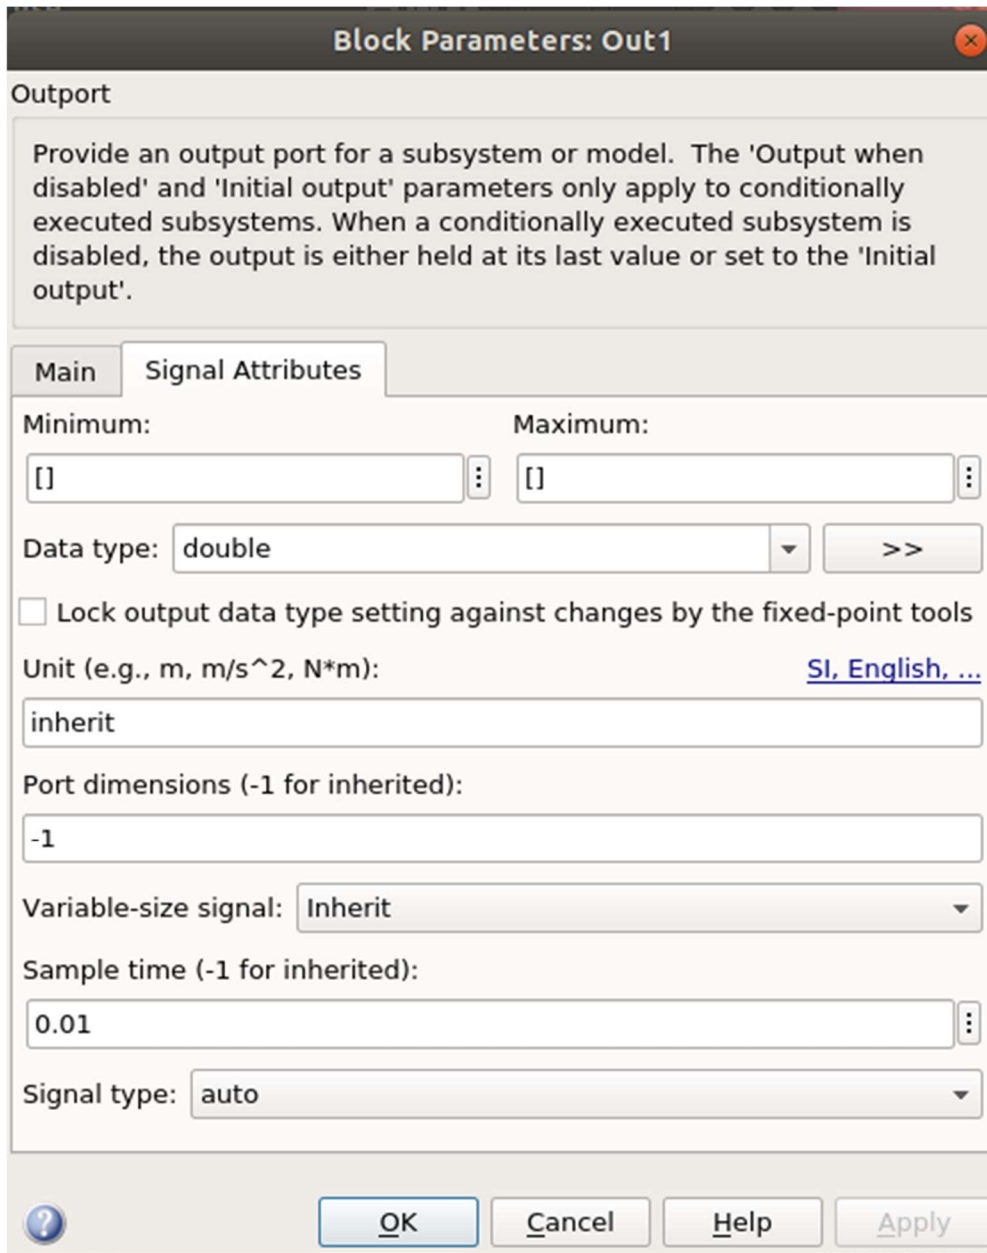 Block Parameters: Out1
Outport
Provide an output port for a subsystem or model.  The 'Output when
disabled' and 'Initial output' parameters only apply to conditionally
executed subsystems. When a conditionally executed subsystem is
disabled, the output is either held at its last value or set to the 'Initial
output'.
Main Signal Attributes
Minimum: Maximum:
[] []
Data type: double >>
Lock output data type setting against changes by the fixed-point tools
Unit (e.g., m, m/s^2, N*m): SI, English, ...
inherit
Port dimensions (-1 for inherited):
-1
Variable-size signal: Inherit
Sample time (-1 for inherited):
0.01
Signal type: auto
? OK Cancel Help Apply